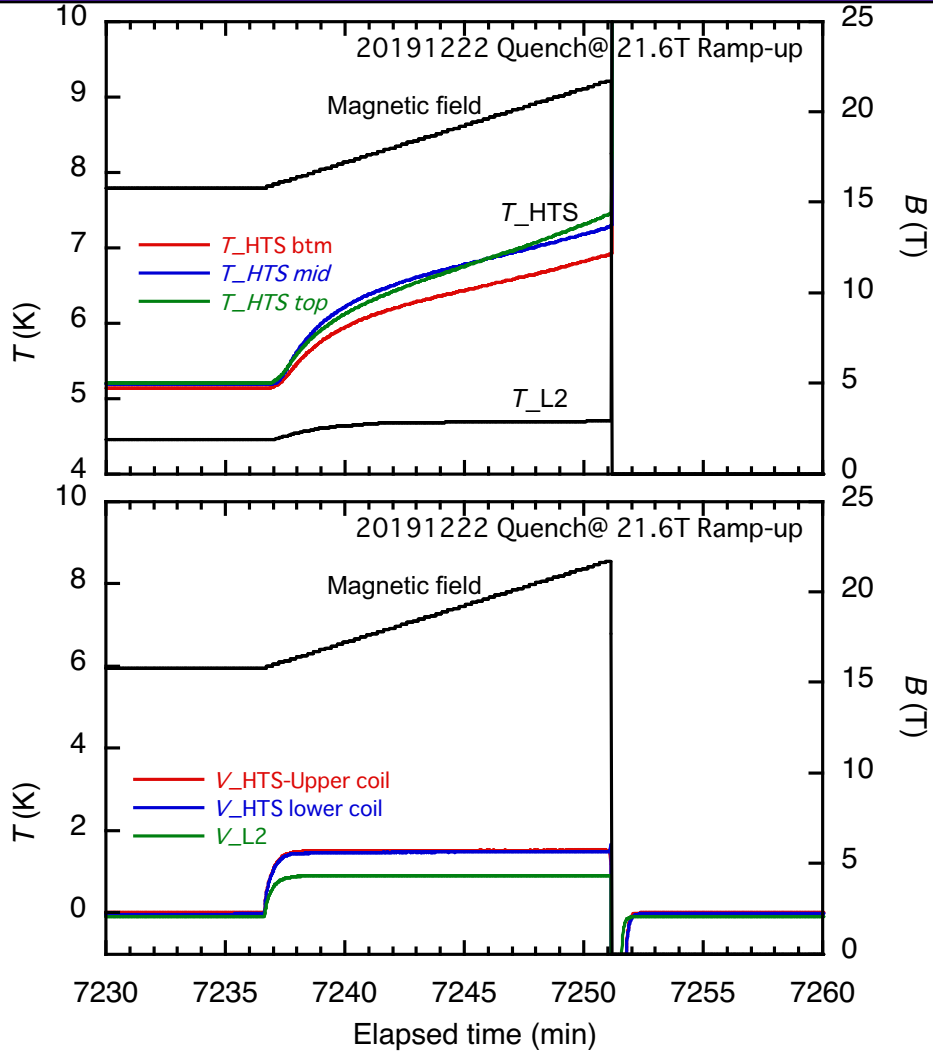 10
25
20191222 Quench@ 21.6T Ramp-up
9
20
Magnetic field
8
15
T_HTS
7
T_HTS btm
T_HTS mid
T_HTS top
10
T (K)
B (T)
6
5
5
T_L2
4
0
10
25
20191222 Quench@ 21.6T Ramp-up
8
Magnetic field
20
6
15
B (T)
4
10
V_HTS-Upper coil
V_HTS lower coil
V_L2
T (K)
2
5
0
0
7230 7235 7240 7245 7250 7255 7260
Elapsed time (min)